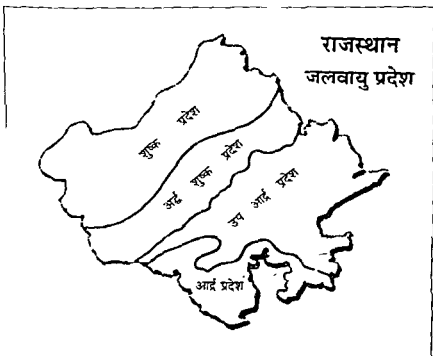 राजस्थान
जलवायु प्रदेश
शुष्क प्रदेश
अर्द्ध शुष्क प्रदेश
उप आर्द्र प्रदेश
आर्द्र प्रदेश